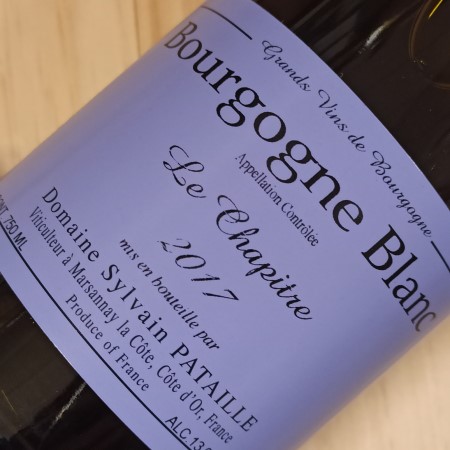 Grands Vins de Bourgogne
Bourgogne Blanc
Appellation Contrôlée
Le Chapitre
2017
mis en bouteille par
Domaine Sylvain PATAILLE
Viticulteur à Marsannay la Côte, Côte d'Or, France
Produce of France
750 ML
ALC.13